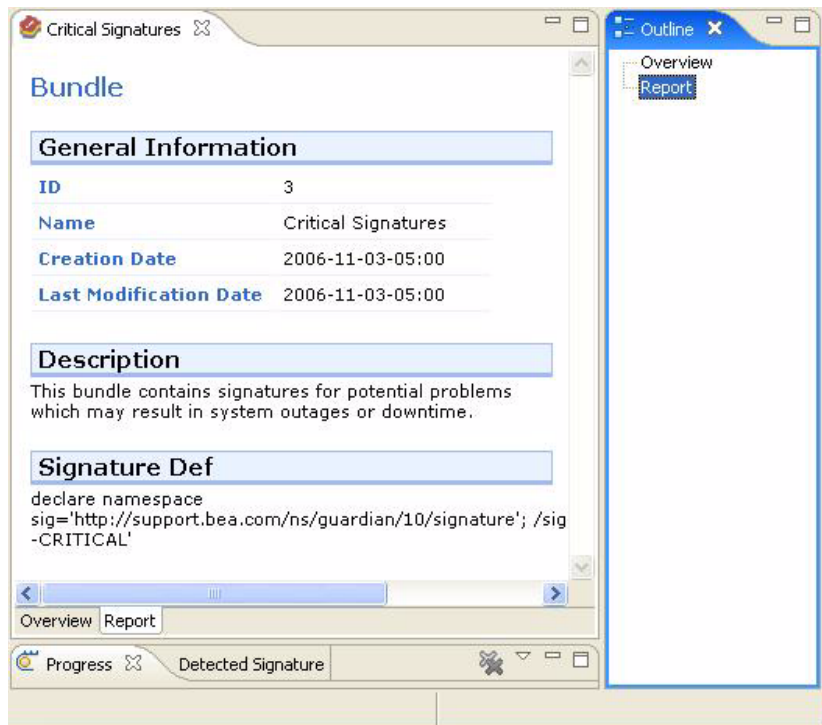 Critical Signatures
Bundle
General Information
ID 3
Name Critical Signatures
Creation Date 2006-11-03-05:00
Last Modification Date 2006-11-03-05:00
Description
This bundle contains signatures for potential problems
which may result in system outages or downtime.
Signature Def
declare namespace
sig='http://support.bea.com/ns/guardian/10/signature'; /sig
-CRITICAL'
Overview Report
Progress Detected Signature
Outline
Overview
Report